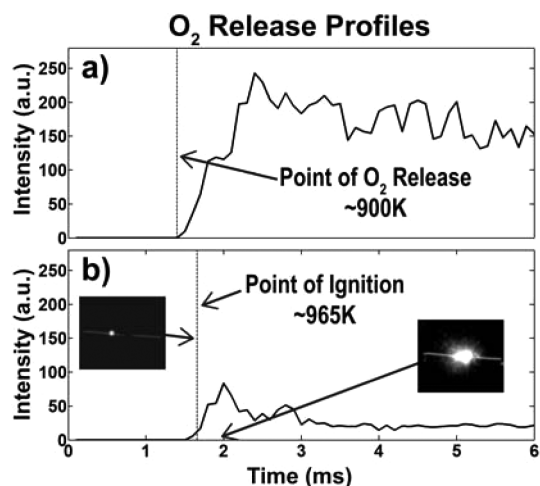 O₂ Release Profiles
a)
Intensity (a.u.)
250
200
150
100
50
0
Point of O₂ Release
~900K
b)
Intensity (a.u.)
250
200
150
100
50
0
Point of Ignition
~965K
0 1 2 3 4 5 6
Time (ms)